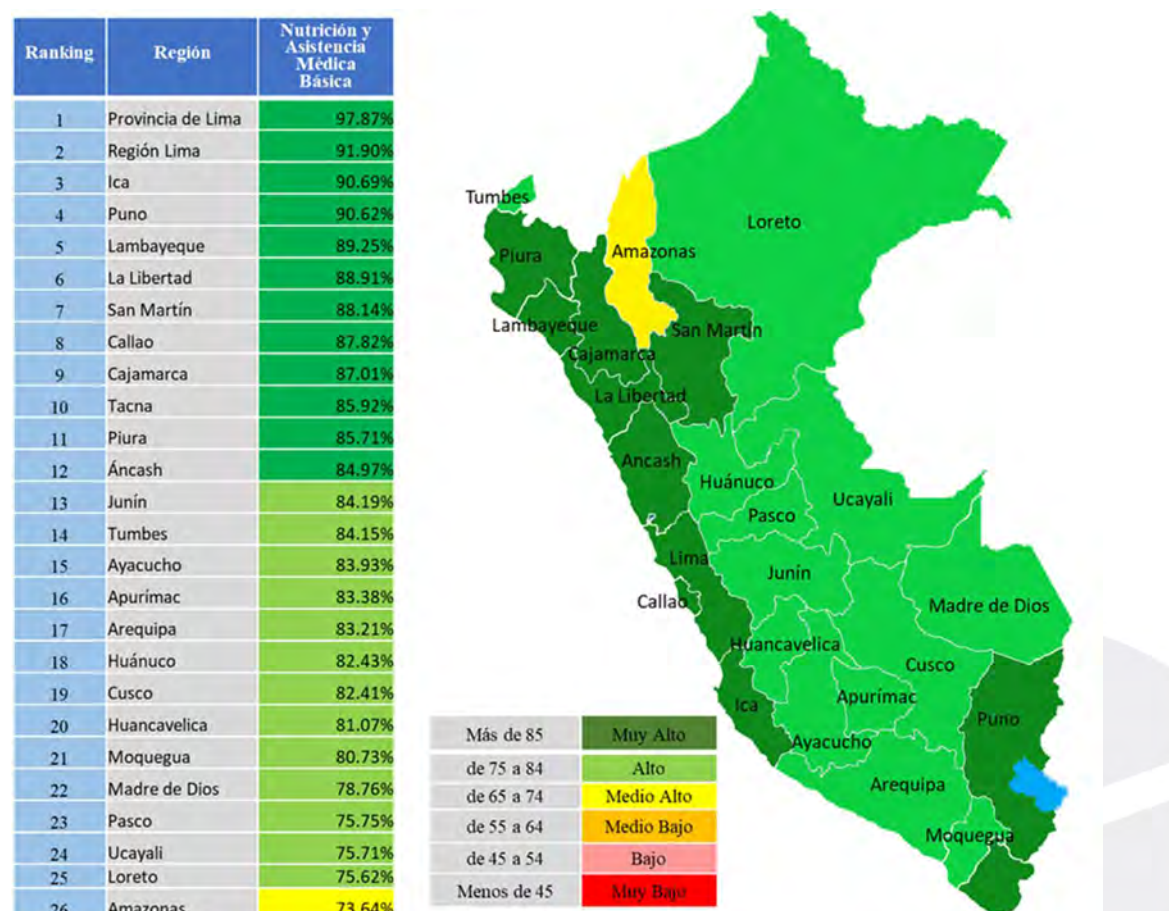 Ranking Región Nutrición y Asistencia Médica Básica
1 Provincia de Lima 97.87%
2 Región Lima 91.90%
3 Ica 90.69%
4 Puno 90.62%
5 Lambayeque 89.25%
6 La Libertad 88.91%
7 San Martín 88.14%
8 Callao 87.82%
9 Cajamarca 87.01%
10 Tacna 85.92%
11 Piura 85.71%
12 Áncash 84.97%
13 Junín 84.19%
14 Tumbes 84.15%
15 Ayacucho 83.93%
16 Apurímac 83.38%
17 Arequipa 83.21%
18 Huánuco 82.43%
19 Cusco 82.41%
20 Huancavelica 81.07%
21 Moquegua 80.73%
22 Madre de Dios 78.76%
23 Pasco 75.75%
24 Ucayali 75.71%
25 Loreto 75.62%
26 Amazonas 73.64%
Tumbes
Loreto
Amazonas
Piura
Lambayeque
San Martín
Cajamarca
La Libertad
Ancash
Huánuco
Ucayali
Pasco
Lima
Junín
Callao
Madre de Dios
Huancavelica
Cusco
Apurímac
Ica
Puno
Ayacucho
Arequipa
Moquegua
Más de 85 Muy Alto
de 75 a 84 Alto
de 65 a 74 Medio Alto
de 55 a 64 Medio Bajo
de 45 a 54 Bajo
Menos de 45 Muy Bajo